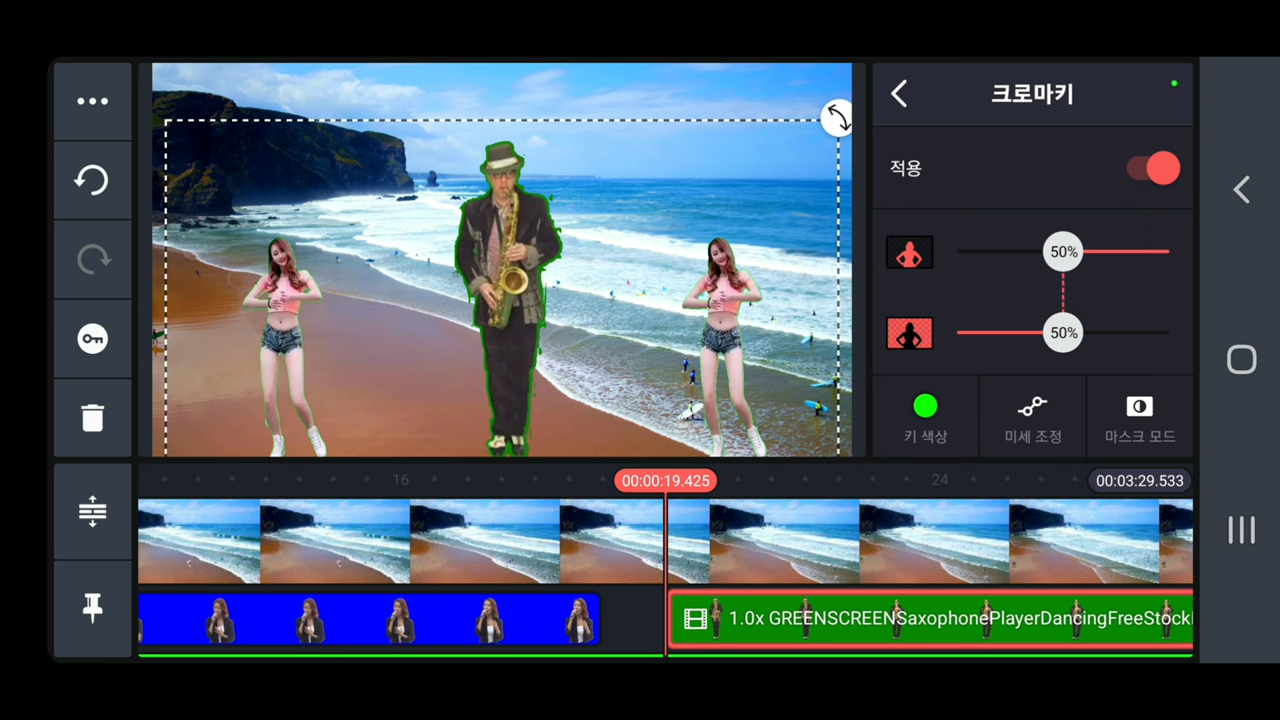 크로마키
적용
50%
50%
키 색상
미세 조정
마스크 모드
16
00:00:19.425
24
00:03:29.533
1.0x GREENSCREENSaxophonePlayerDancingFreeStock